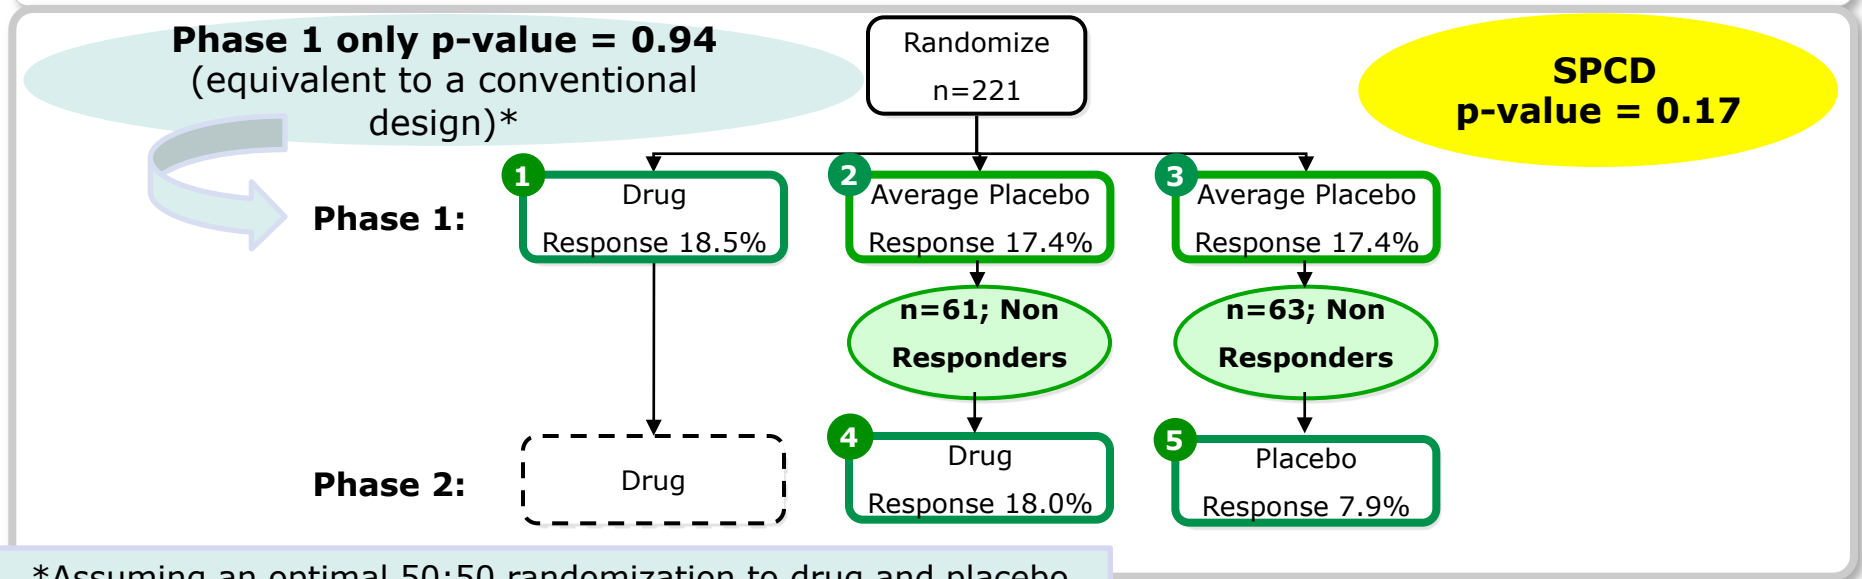 Phase 1 only p-value = 0.94
(equivalent to a conventional
design)*
Randomize
n=221
SPCD
p-value = 0.17
Phase 1:
1
Drug
Response 18.5%
2
Average Placebo
Response 17.4%
3
Average Placebo
Response 17.4%
n=61; Non
Responders
n=63; Non
Responders
Phase 2:
Drug
4
Drug
Response 18.0%
5
Placebo
Response 7.9%
*Assuming an optimal 50:50 randomization to drug and placebo